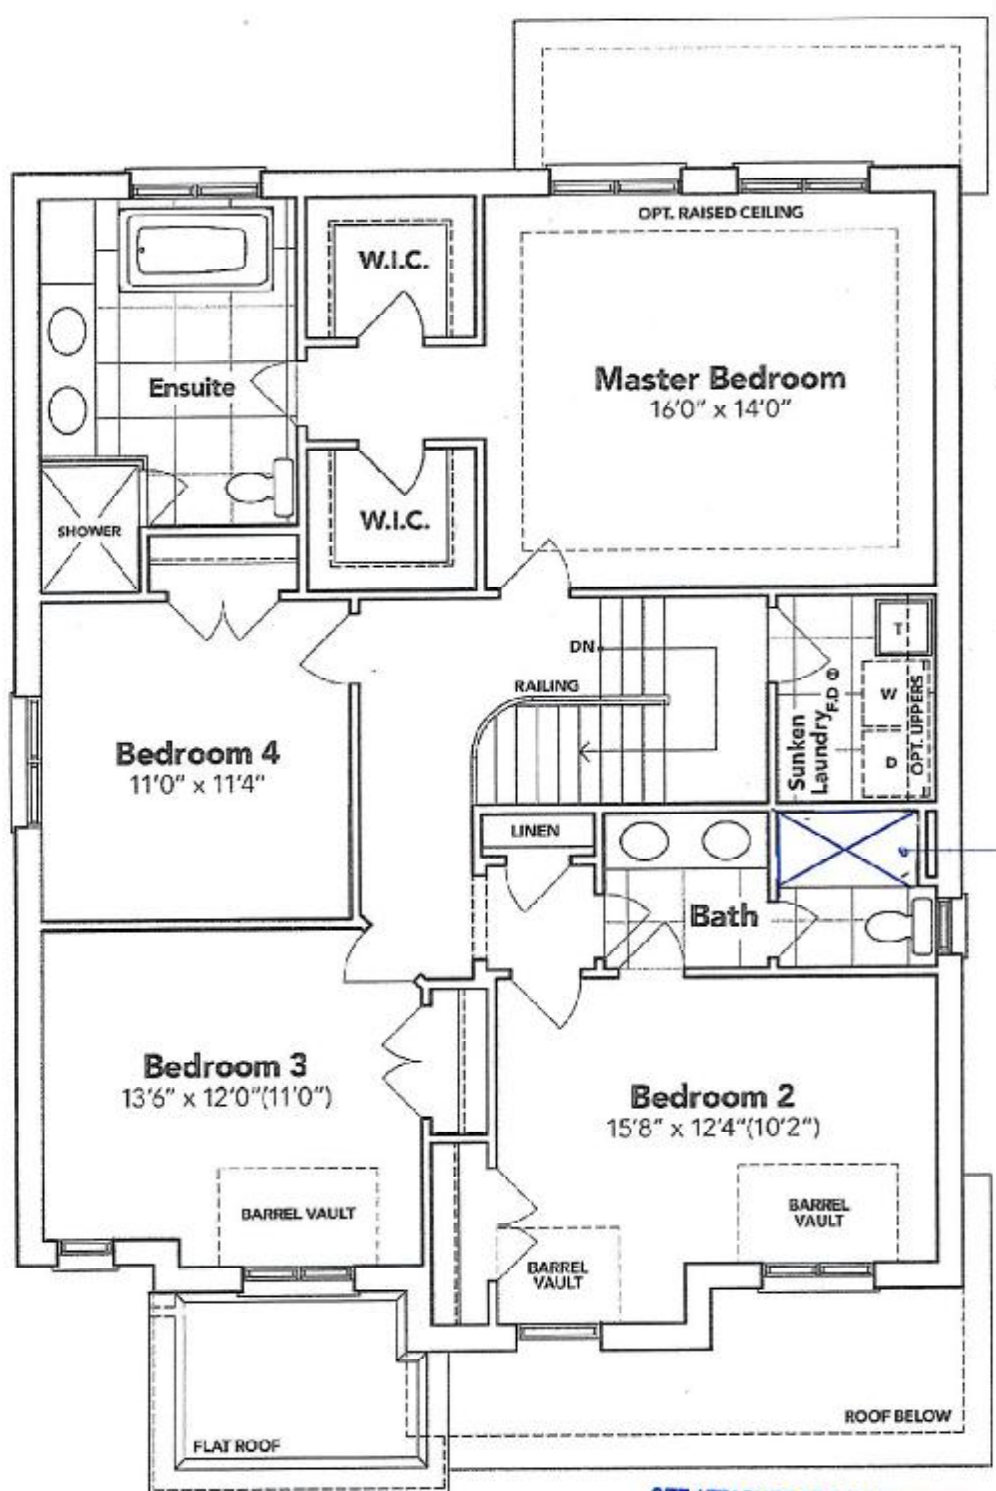 OPT. RAISED CEILING
W.I.C.
Master Bedroom
16'0" x 14'0"
Ensuite
W.I.C.
SHOWER
DN
RAILING
T
W
D
F.D
OPT. UPPERS
Sunken
Laundry
Bedroom 4
11'0" x 11'4"
LINEN
Bath
Bedroom 3
13'6" x 12'0"(11'0")
Bedroom 2
15'8" x 12'4"(10'2")
BARREL VAULT
BARREL
VAULT
BARREL
VAULT
ROOF BELOW
FLAT ROOF